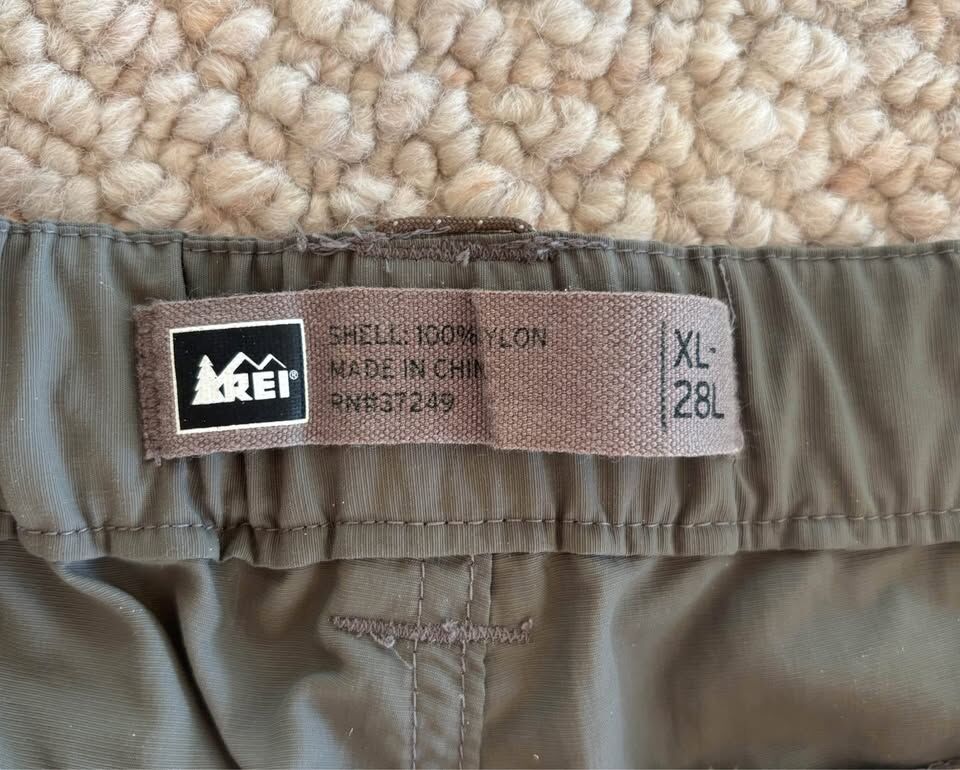 REI®
SHELL: 100% YLON
MADE IN CHIN
RN#37249
XL-
28L